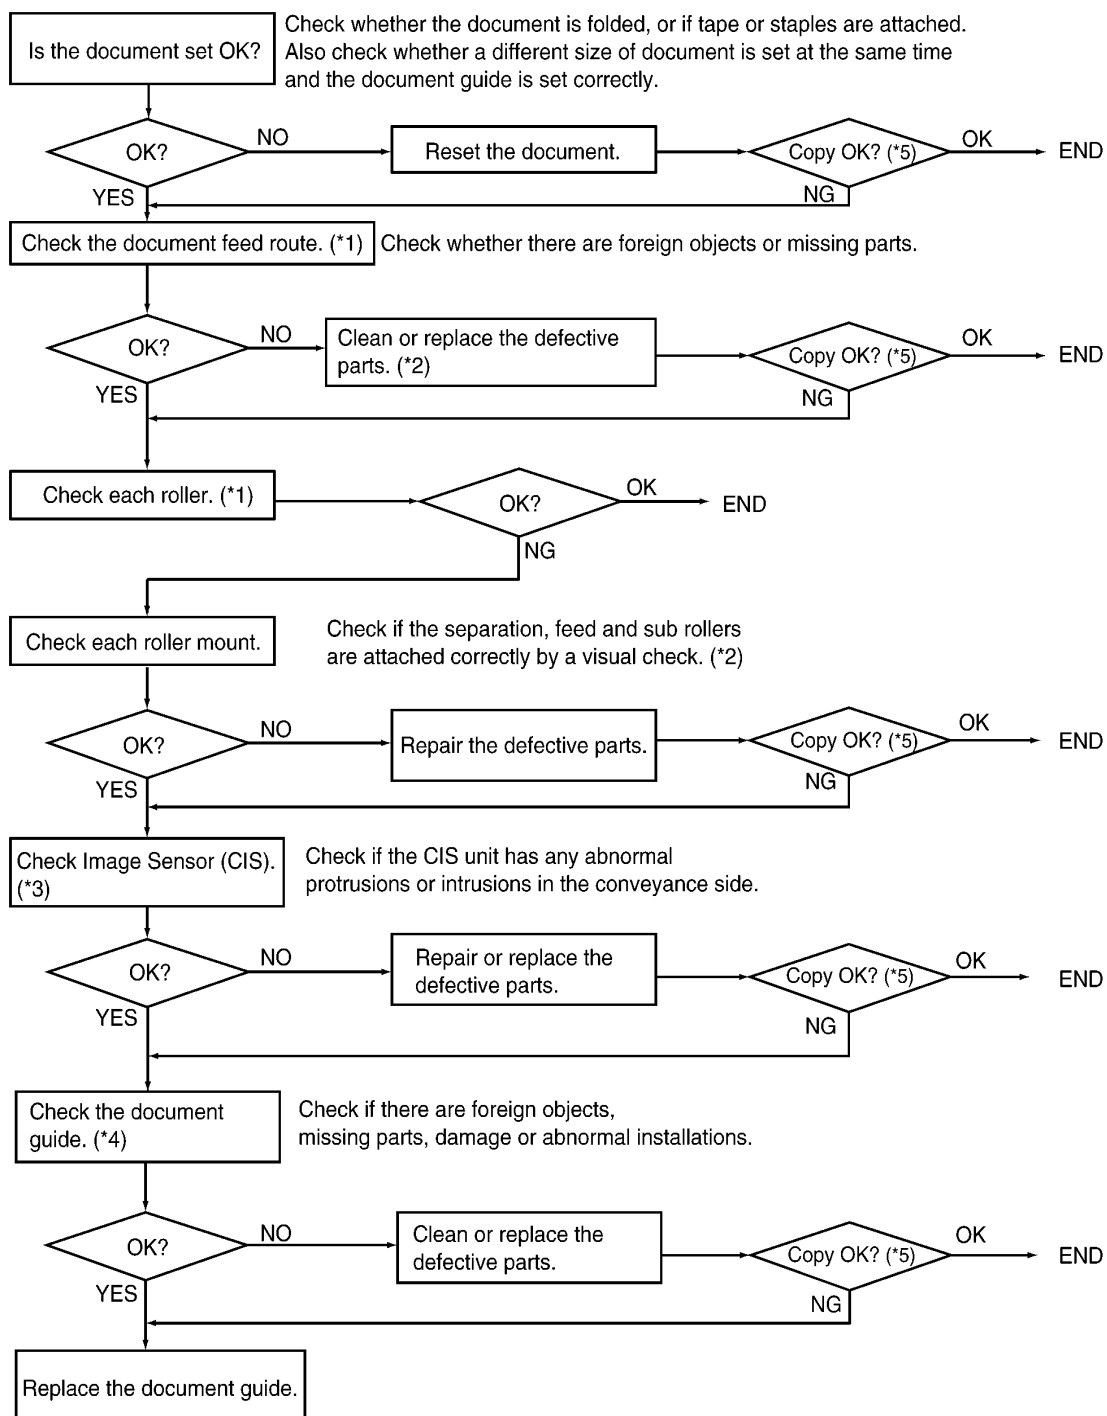 Check whether the document is folded, or if tape or staples are attached.
Is the document set OK?
Also check whether a different size of document is set at the same time
and the document guide is set correctly.
OK?
NO
Reset the document.
Copy OK? (*5)
OK
END
YES
NG
Check the document feed route. (*1)
Check whether there are foreign objects or missing parts.
OK?
NO
Clean or replace the defective
parts. (*2)
Copy OK? (*5)
OK
END
YES
NG
Check each roller. (*1)
OK?
OK
END
NG
Check each roller mount.
Check if the separation, feed and sub rollers
are attached correctly by a visual check. (*2)
OK?
NO
Repair the defective parts.
Copy OK? (*5)
OK
END
YES
NG
Check Image Sensor (CIS).
(*3)
Check if the CIS unit has any abnormal
protrusions or intrusions in the conveyance side.
OK?
NO
Repair or replace the
defective parts.
Copy OK? (*5)
OK
END
YES
NG
Check the document
guide. (*4)
Check if there are foreign objects,
missing parts, damage or abnormal installations.
OK?
NO
Clean or replace the
defective parts.
Copy OK? (*5)
OK
END
YES
NG
Replace the document guide.